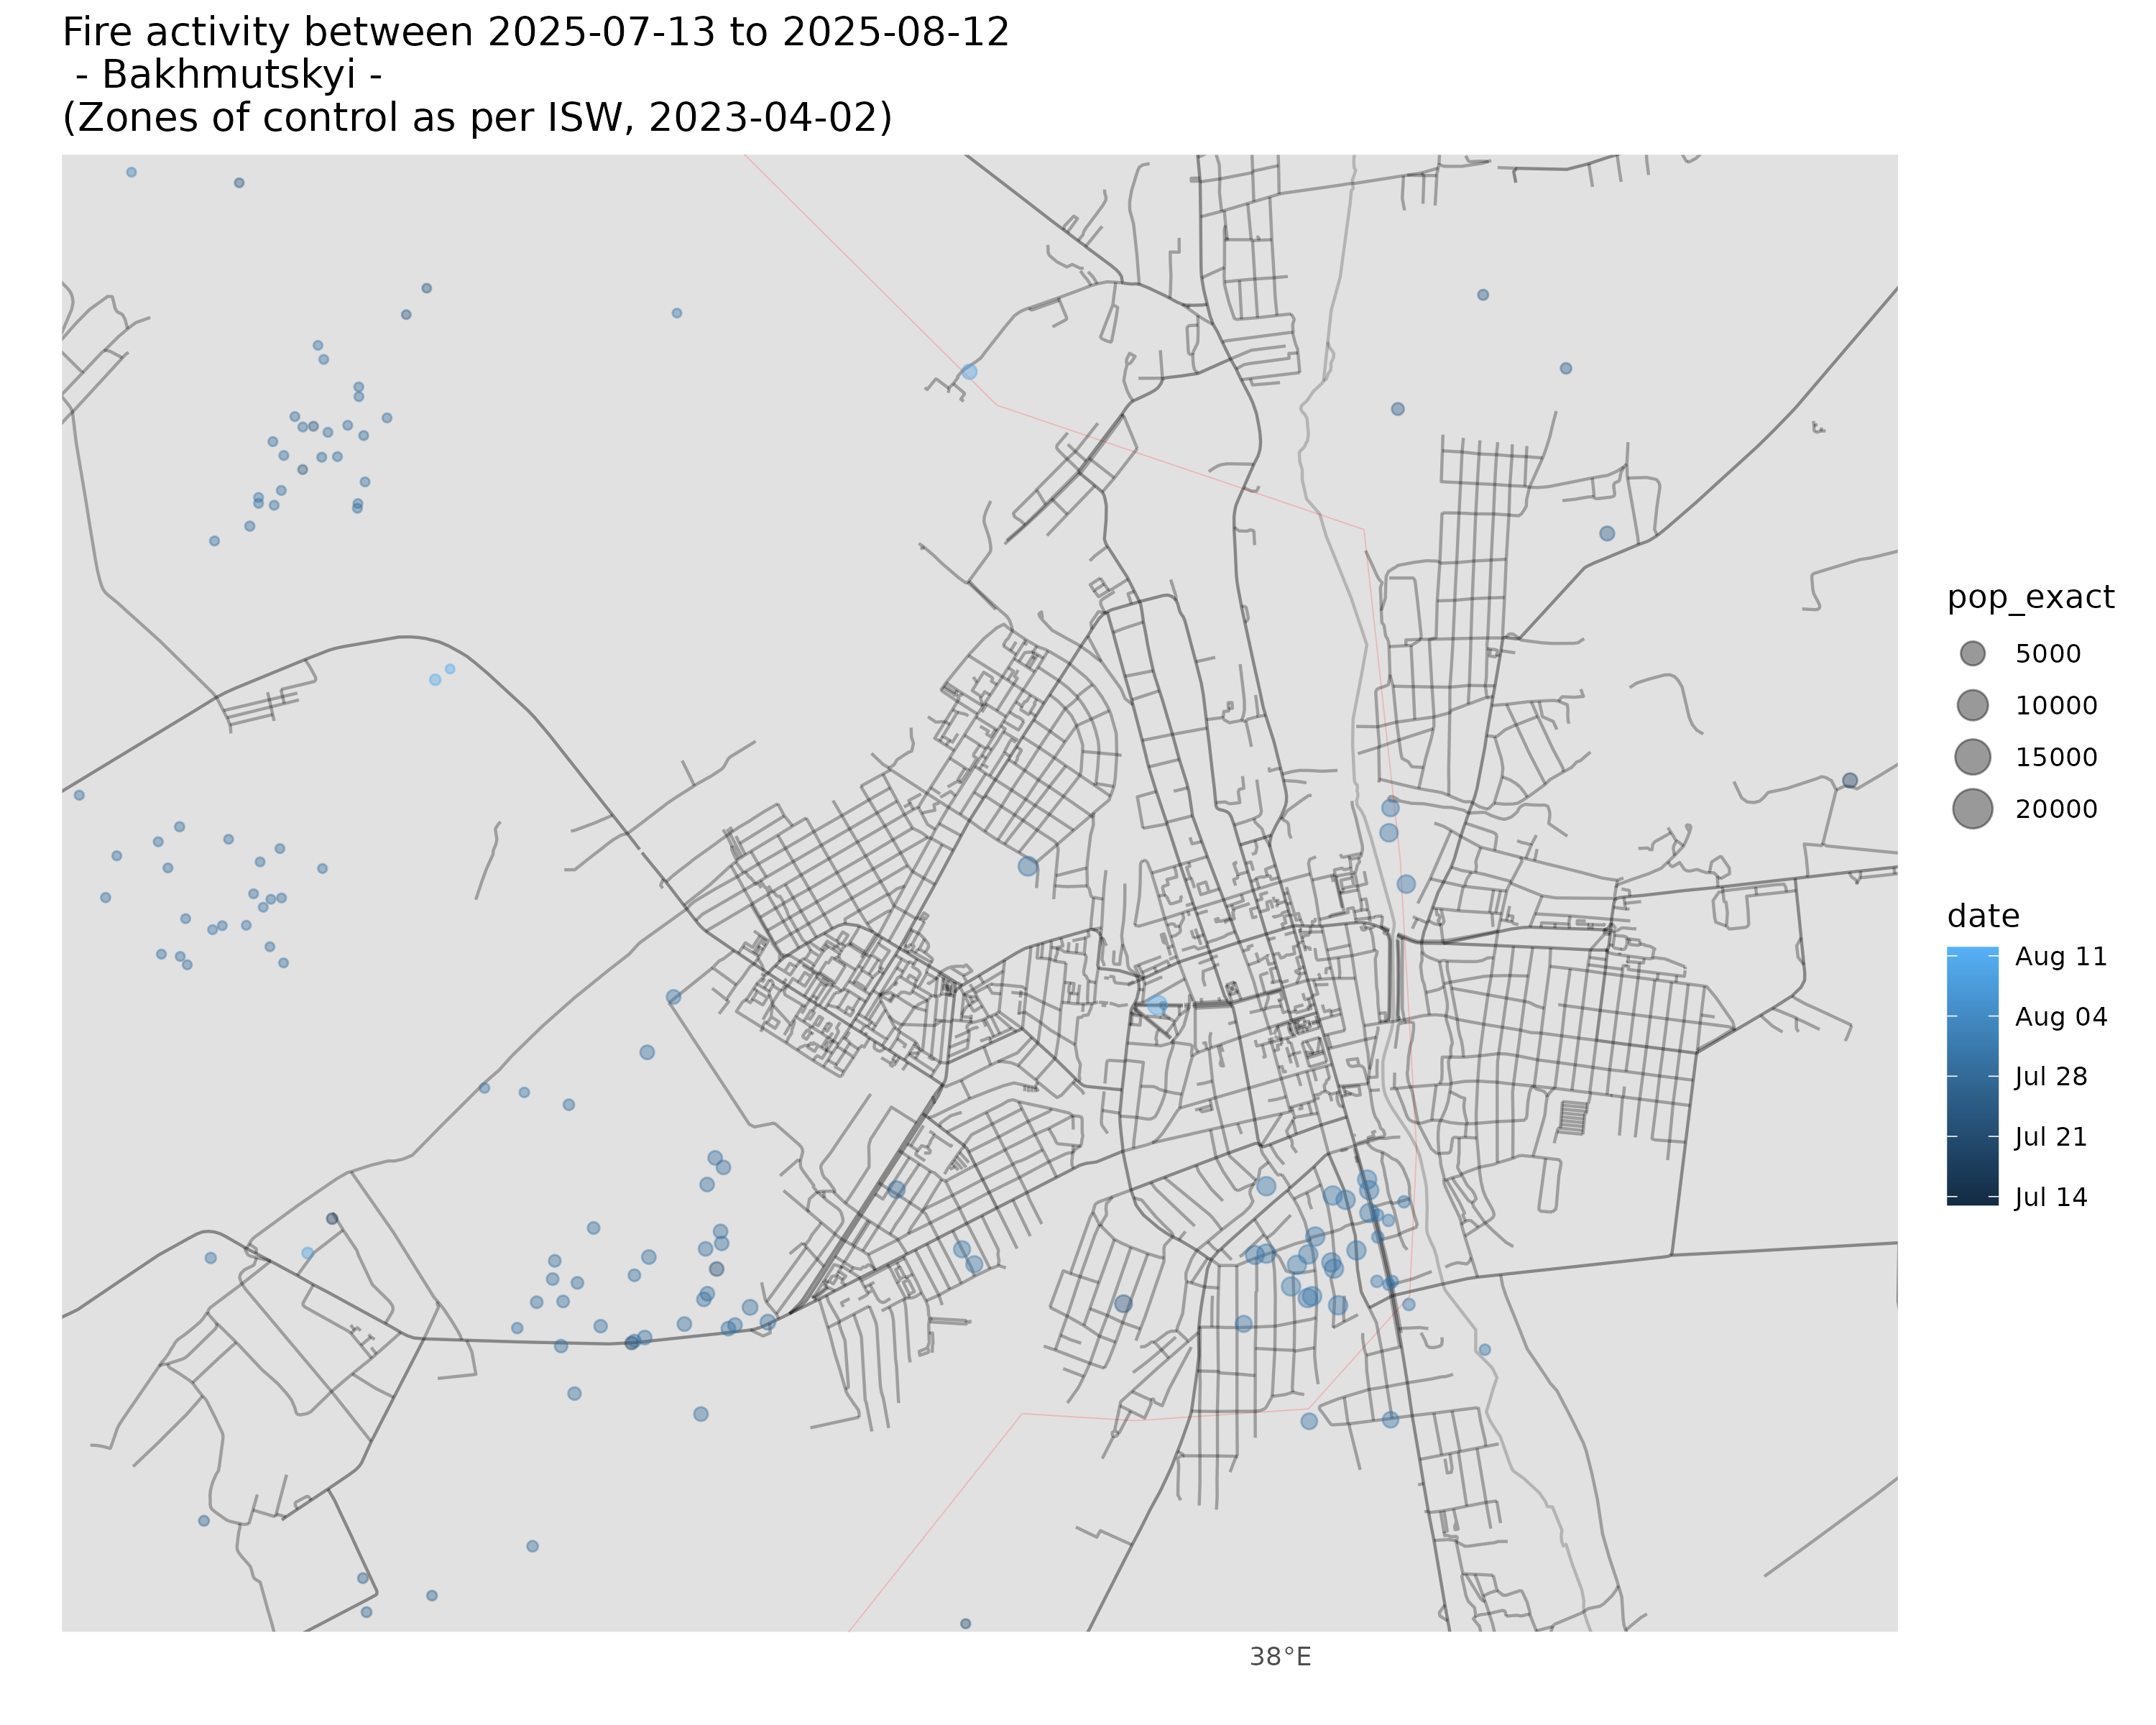 Fire activity between 2025-07-13 to 2025-08-12
- Bakhmutskyi -
(Zones of control as per ISW, 2023-04-02)
pop_exact
5000
10000
15000
20000
date
Aug 11
Aug 04
Jul 28
Jul 21
Jul 14
38°E